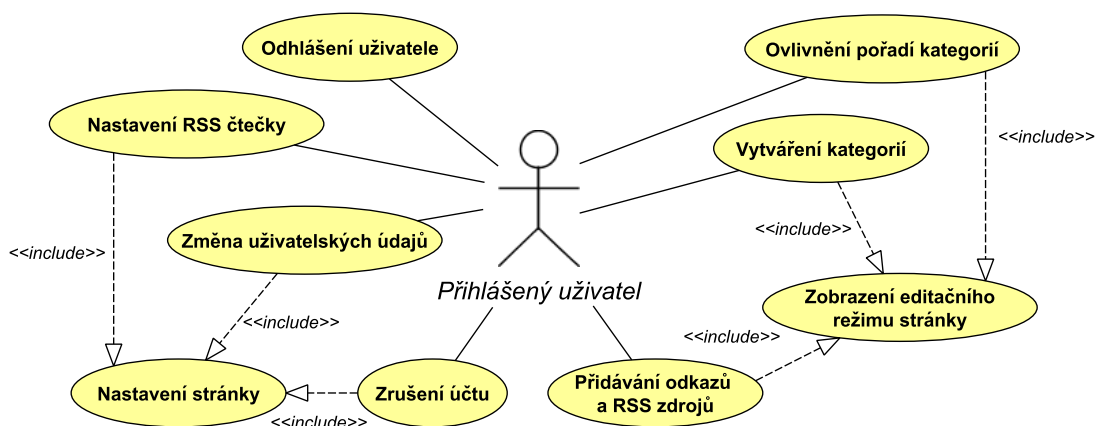 Odhlášení uživatele
Ovlivnění pořadí kategorií
Nastavení RSS čtečky
<<include>>
Vytváření kategorií
Změna uživatelských údajů
<<include>>
<<include>>
Přihlášený uživatel
Zobrazení editačního
režimu stránky
<<include>>
<<include>>
Nastavení stránky
Zrušení účtu
Přidávání odkazů
a RSS zdrojů
<<include>>